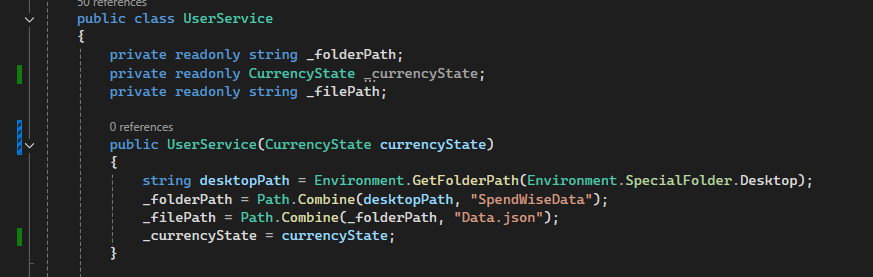 50 references
public class UserService
{
private readonly string _folderPath;
private readonly CurrencyState _currencyState;
private readonly string _filePath;
0 references
public UserService(CurrencyState currencyState)
{
string desktopPath = Environment.GetFolderPath(Environment.SpecialFolder.Desktop);
_folderPath = Path.Combine(desktopPath, "SpendWiseData");
_filePath = Path.Combine(_folderPath, "Data.json");
_currencyState = currencyState;
}